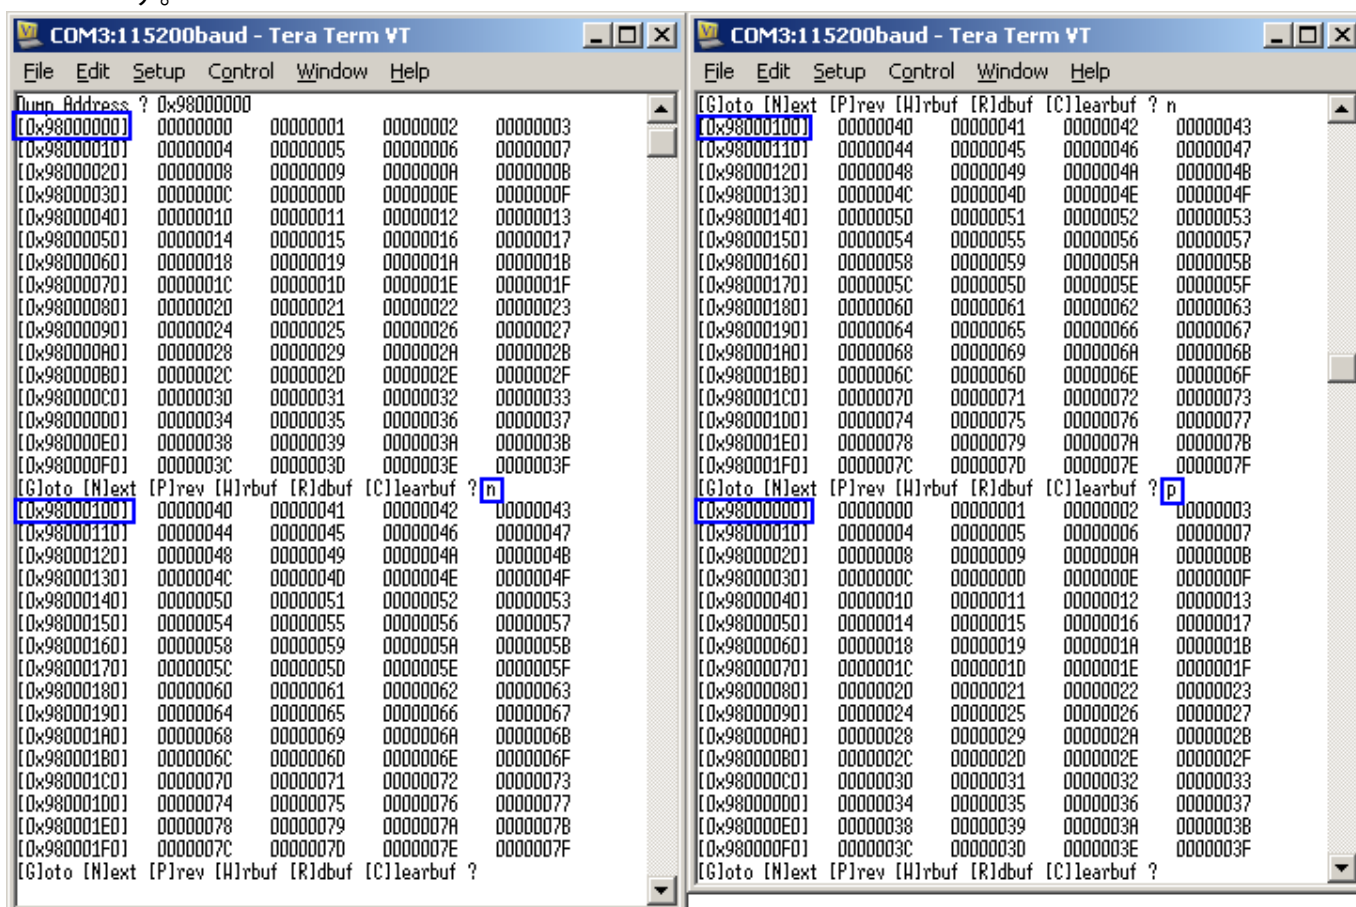 す。
COM3:115200baud - Tera Term VT
File Edit Setup Control Window Help
Dump Address ? 0x98000000
[0x98000000] 00000000 00000001 00000002 00000003
[0x98000010] 00000004 00000005 00000006 00000007
[0x98000020] 00000008 00000009 0000000A 0000000B
[0x98000030] 0000000C 0000000D 0000000E 0000000F
[0x98000040] 00000010 00000011 00000012 00000013
[0x98000050] 00000014 00000015 00000016 00000017
[0x98000060] 00000018 00000019 0000001A 0000001B
[0x98000070] 0000001C 0000001D 0000001E 0000001F
[0x98000080] 00000020 00000021 00000022 00000023
[0x98000090] 00000024 00000025 00000026 00000027
[0x980000A0] 00000028 00000029 0000002A 0000002B
[0x980000B0] 0000002C 0000002D 0000002E 0000002F
[0x980000C0] 00000030 00000031 00000032 00000033
[0x980000D0] 00000034 00000035 00000036 00000037
[0x980000E0] 00000038 00000039 0000003A 0000003B
[0x980000F0] 0000003C 0000003D 0000003E 0000003F
[G]oto [N]ext [P]rev [W]rbuf [R]dbuf [C]learbuf ? n
[0x98000100] 00000040 00000041 00000042 00000043
[0x98000110] 00000044 00000045 00000046 00000047
[0x98000120] 00000048 00000049 0000004A 0000004B
[0x98000130] 0000004C 0000004D 0000004E 0000004F
[0x98000140] 00000050 00000051 00000052 00000053
[0x98000150] 00000054 00000055 00000056 00000057
[0x98000160] 00000058 00000059 0000005A 0000005B
[0x98000170] 0000005C 0000005D 0000005E 0000005F
[0x98000180] 00000060 00000061 00000062 00000063
[0x98000190] 00000064 00000065 00000066 00000067
[0x980001A0] 00000068 00000069 0000006A 0000006B
[0x980001B0] 0000006C 0000006D 0000006E 0000006F
[0x980001C0] 00000070 00000071 00000072 00000073
[0x980001D0] 00000074 00000075 00000076 00000077
[0x980001E0] 00000078 00000079 0000007A 0000007B
[0x980001F0] 0000007C 0000007D 0000007E 0000007F
[G]oto [N]ext [P]rev [W]rbuf [R]dbuf [C]learbuf ?
COM3:115200baud - Tera Term VT
File Edit Setup Control Window Help
[G]oto [N]ext [P]rev [W]rbuf [R]dbuf [C]learbuf ? n
[0x98000100] 00000040 00000041 00000042 00000043
[0x98000110] 00000044 00000045 00000046 00000047
[0x98000120] 00000048 00000049 0000004A 0000004B
[0x98000130] 0000004C 0000004D 0000004E 0000004F
[0x98000140] 00000050 00000051 00000052 00000053
[0x98000150] 00000054 00000055 00000056 00000057
[0x98000160] 00000058 00000059 0000005A 0000005B
[0x98000170] 0000005C 0000005D 0000005E 0000005F
[0x98000180] 00000060 00000061 00000062 00000063
[0x98000190] 00000064 00000065 00000066 00000067
[0x980001A0] 00000068 00000069 0000006A 0000006B
[0x980001B0] 0000006C 0000006D 0000006E 0000006F
[0x980001C0] 00000070 00000071 00000072 00000073
[0x980001D0] 00000074 00000075 00000076 00000077
[0x980001E0] 00000078 00000079 0000007A 0000007B
[0x980001F0] 0000007C 0000007D 0000007E 0000007F
[G]oto [N]ext [P]rev [W]rbuf [R]dbuf [C]learbuf ? p
[0x98000000] 00000000 00000001 00000002 00000003
[0x98000010] 00000004 00000005 00000006 00000007
[0x98000020] 00000008 00000009 0000000A 0000000B
[0x98000030] 0000000C 0000000D 0000000E 0000000F
[0x98000040] 00000010 00000011 00000012 00000013
[0x98000050] 00000014 00000015 00000016 00000017
[0x98000060] 00000018 00000019 0000001A 0000001B
[0x98000070] 0000001C 0000001D 0000001E 0000001F
[0x98000080] 00000020 00000021 00000022 00000023
[0x98000090] 00000024 00000025 00000026 00000027
[0x980000A0] 00000028 00000029 0000002A 0000002B
[0x980000B0] 0000002C 0000002D 0000002E 0000002F
[0x980000C0] 00000030 00000031 00000032 00000033
[0x980000D0] 00000034 00000035 00000036 00000037
[0x980000E0] 00000038 00000039 0000003A 0000003B
[0x980000F0] 0000003C 0000003D 0000003E 0000003F
[G]oto [N]ext [P]rev [W]rbuf [R]dbuf [C]learbuf ?